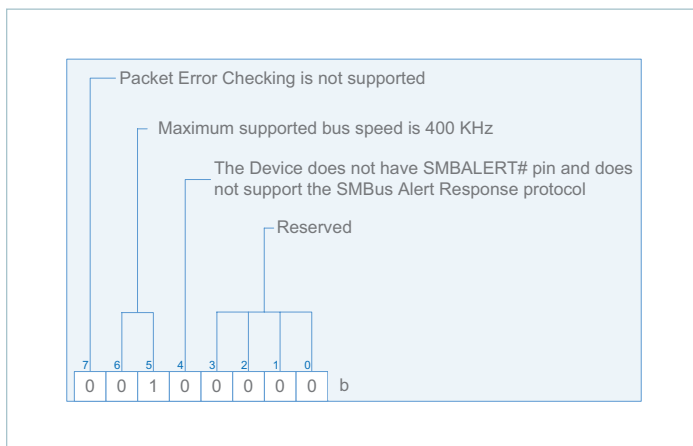 Packet Error Checking is not supported
Maximum supported bus speed is 400 KHz
The Device does not have SMBALERT# pin and does
not support the SMBus Alert Response protocol
Reserved
7 6 5 4 3 2 1 0
0 0 1 0 0 0 0 0 b